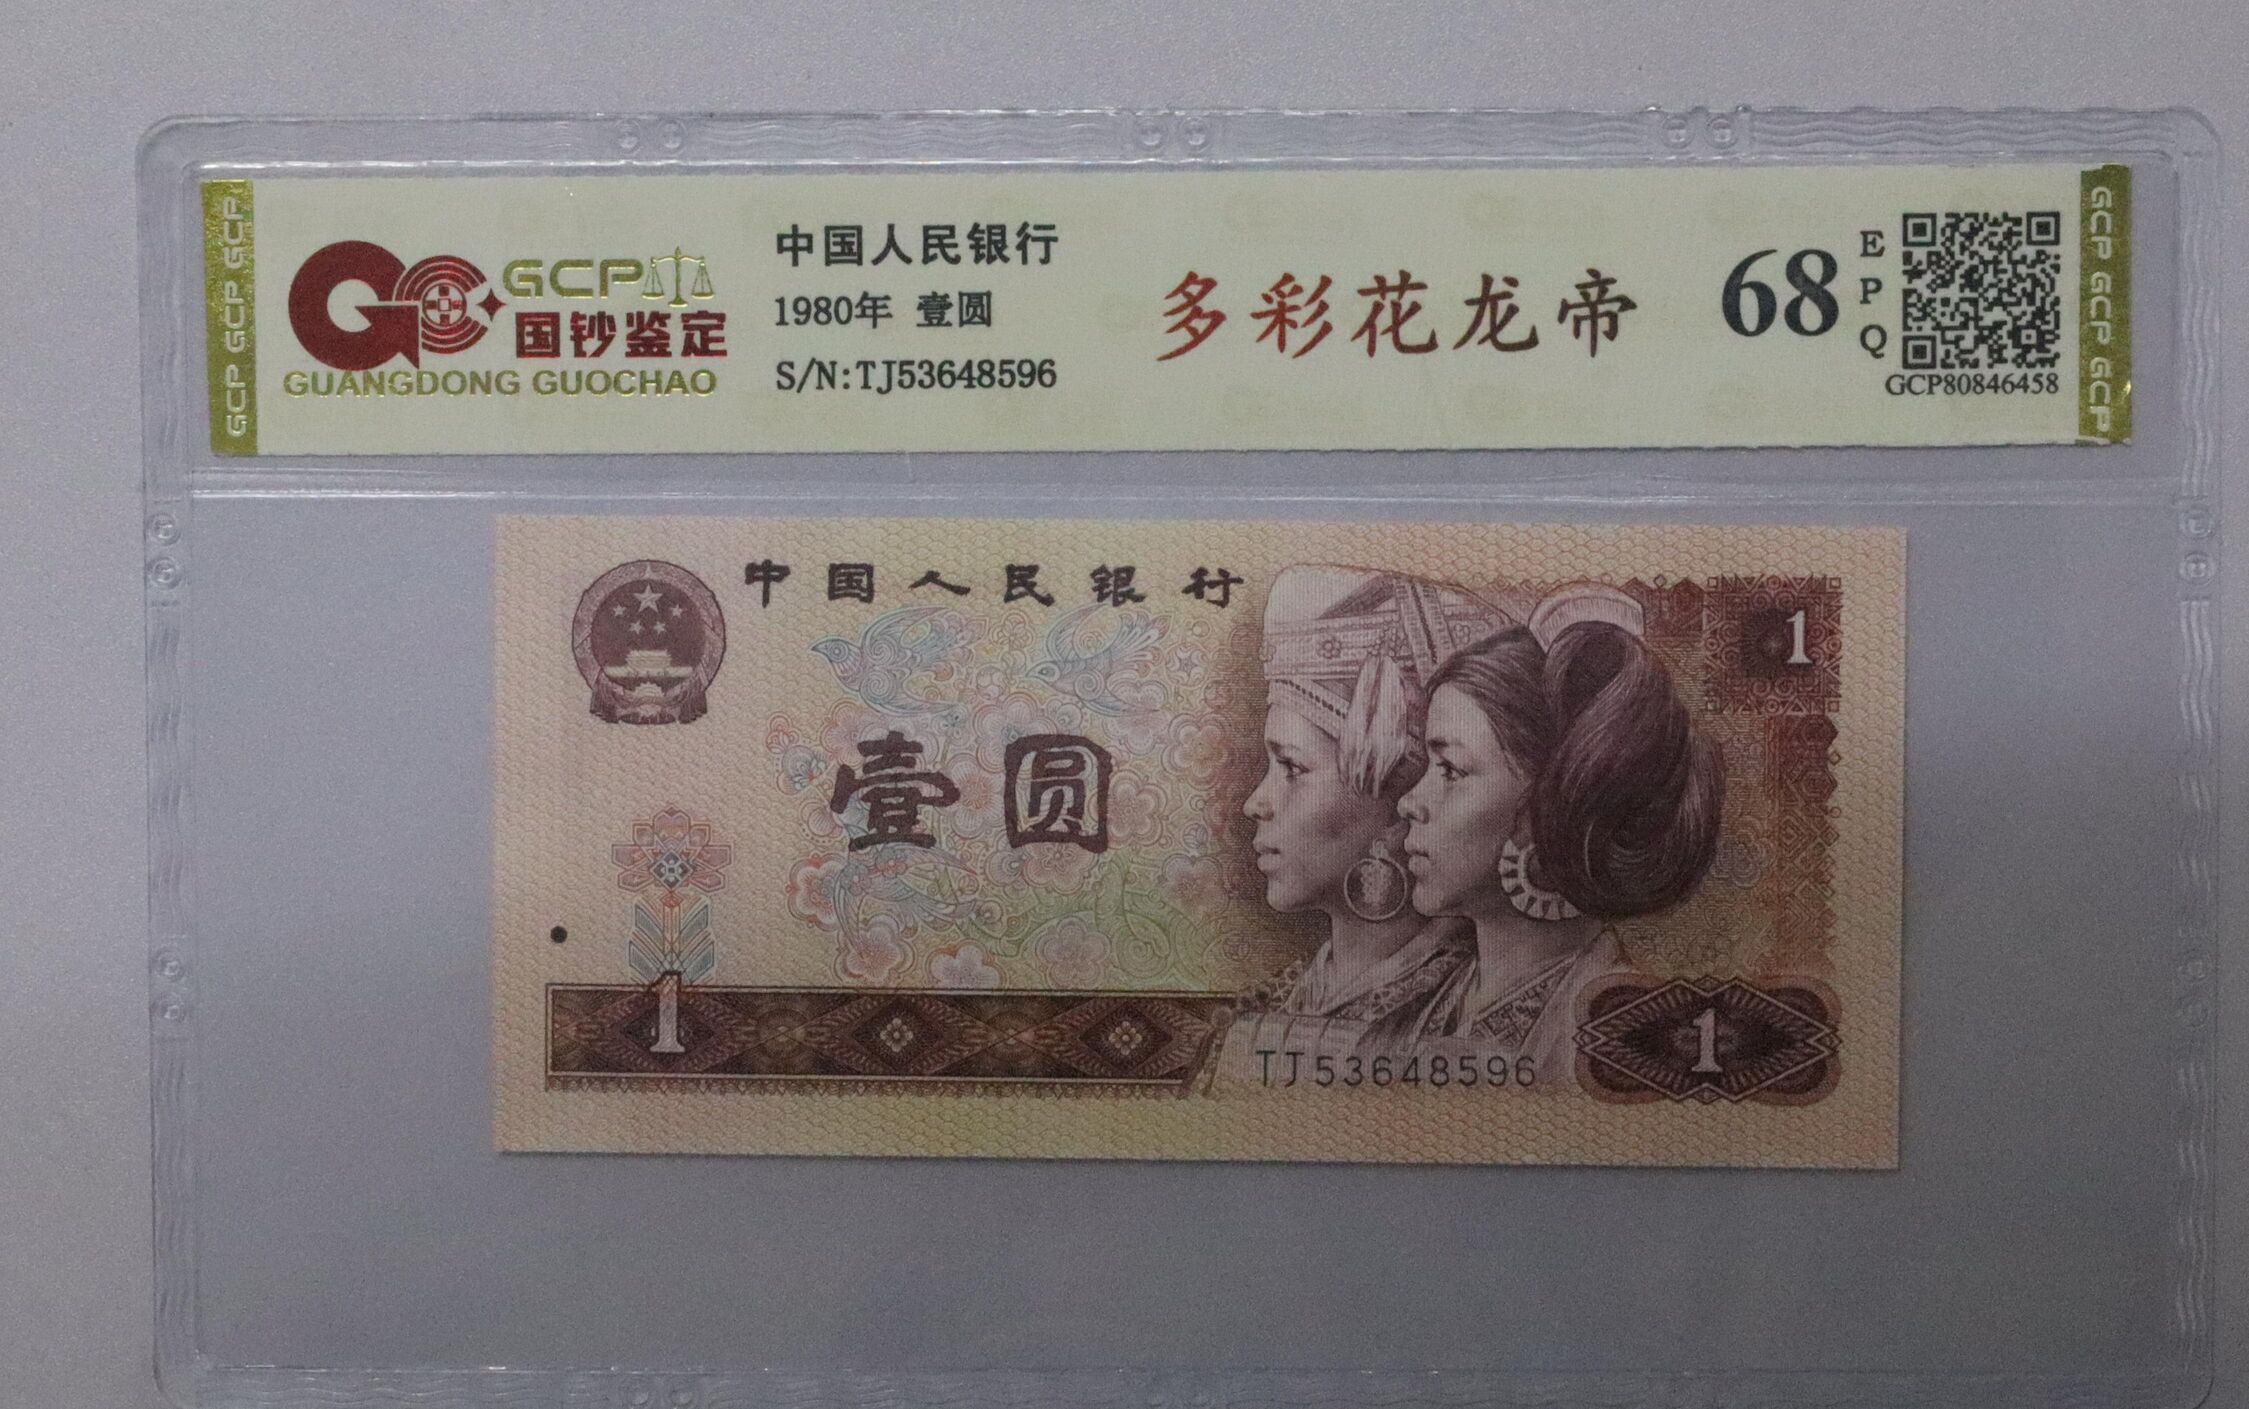 GCP GCP GCP
GCP
国钞鉴定
GUANGDONG GUOCHAO
中国人民银行
1980年 壹圆
S/N:TJ53648596
多彩花龙帝
68
E
P
Q
GCP80846458
GCP GCP GCP
中国人民银行
1
壹圆
1
TJ53648596
1